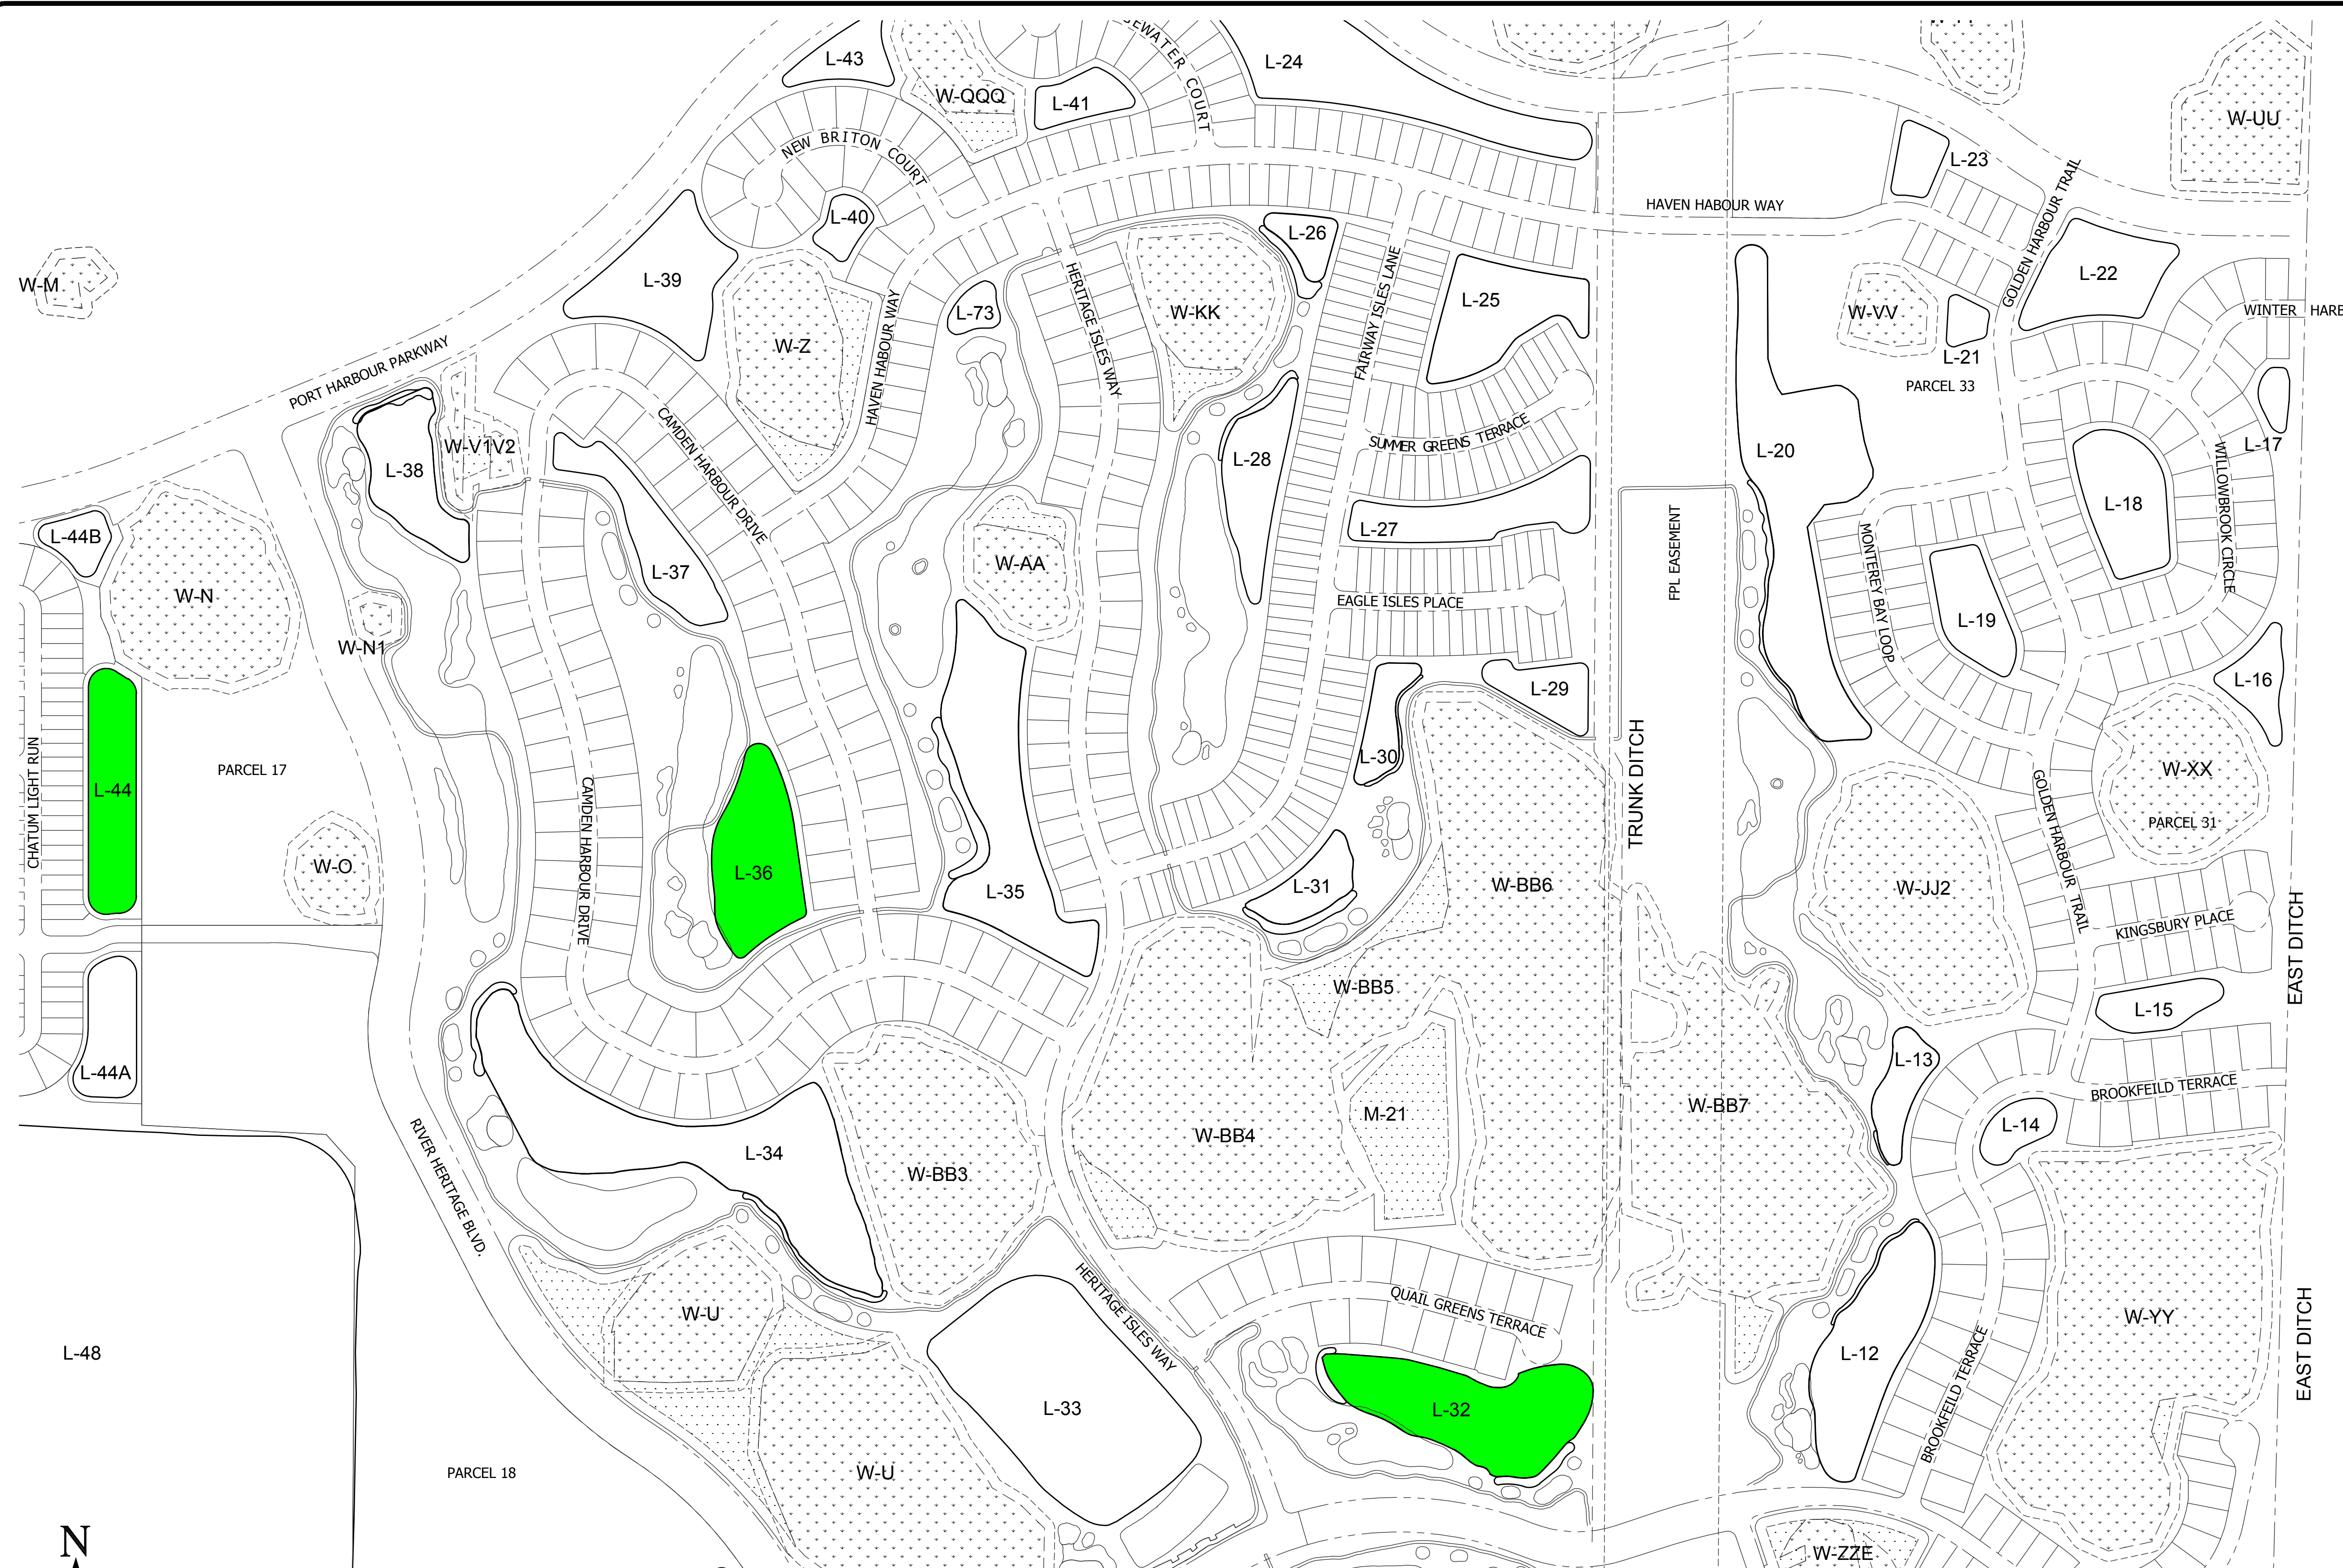 L-43
L-24
COURT
W-QQQ
L-41
W-UU
NEW BRITON COURT
L-23
GOLDEN HARBOUR TRAIL
L-40
HAVEN HABOUR WAY
L-26
L-39
L-22
W-M
HERITAGE ISLES WAY
FAIRWAY ISLES LANE
L-25
W-KK
L-73
W-VV
WINTER
W-Z
HAVEN HABOUR WAY
L-21
PORT HARBOUR PARKWAY
PARCEL 33
CAMDEN HARBOUR DRIVE
SUMMER GREENS TERRACE
L-17
W-V1V2
L-38
L-28
L-20
WILLOWBROOK CIRCLE
L-18
L-44B
L-27
FPL EASEMENT
MONTEREY BAY LOOP
W-AA
L-37
W-N
EAGLE ISLES PLACE
L-19
W-N1
L-16
L-29
L-30
TRUNK DITCH
W-XX
PARCEL 17
L-44
CHATUM LIGHT RUN
GOLDEN HARBOUR TRAIL
PARCEL 31
CAMDEN HARBOUR DRIVE
W-O
L-36
L-35
L-31
W-BB6
W-JJ2
KINGSBURY PLACE
EAST DITCH
W-BB5
L-15
L-44A
L-13
BROOKFEILD TERRACE
W-BB7
M-21
L-14
W-BB4
L-34
W-BB3
RIVER HERITAGE BLVD.
W-U
HERITAGE ISLES WAY
QUAIL GREENS TERRACE
W-YY
EAST DITCH
L-48
L-12
BROOKFEILD TERRACE
L-33
L-32
PARCEL 18
W-U
N
W-ZZE